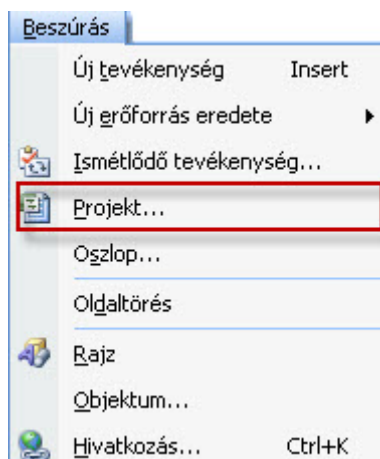 Beszúrás
Új tevékenység Insert
Új erőforrás eredete
Ismétlődő tevékenység...
Projekt...
Oszlop...
Oldaltörés
Rajz
Objektum...
Hivatkozás... Ctrl+K